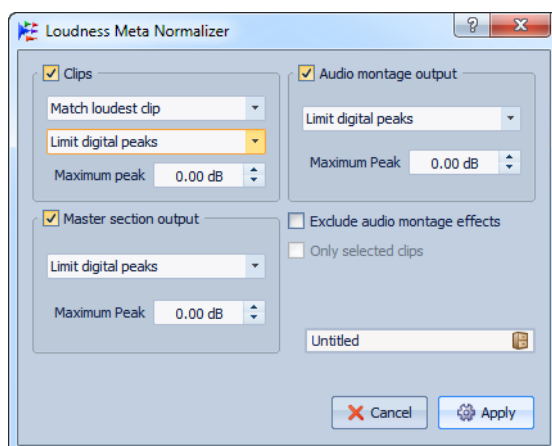 Loudness Meta Normalizer
?
X
Clips
Match loudest clip
Limit digital peaks
Maximum peak 0.00 dB
Audio montage output
Limit digital peaks
Maximum Peak 0.00 dB
Master section output
Limit digital peaks
Maximum Peak 0.00 dB
Exclude audio montage effects
Only selected clips
Untitled
Cancel
Apply